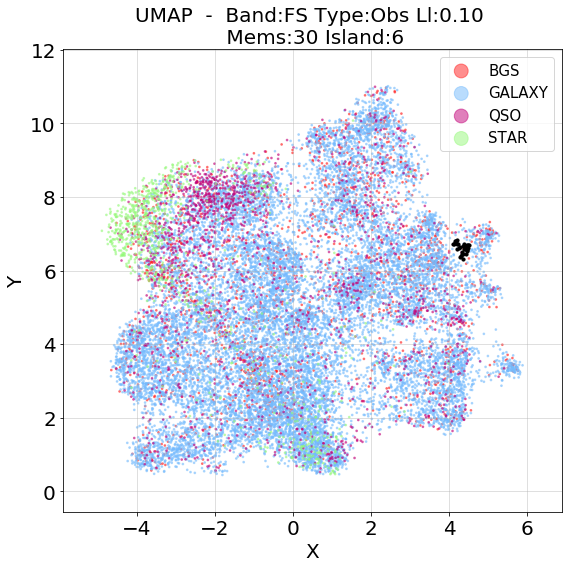 UMAP  -  Band:FS Type:Obs Ll:0.10
Mems:30 Island:6
BGS
GALAXY
QSO
STAR
12
10
8
6
4
2
0
Y
−4
−2
0
2
4
6
X